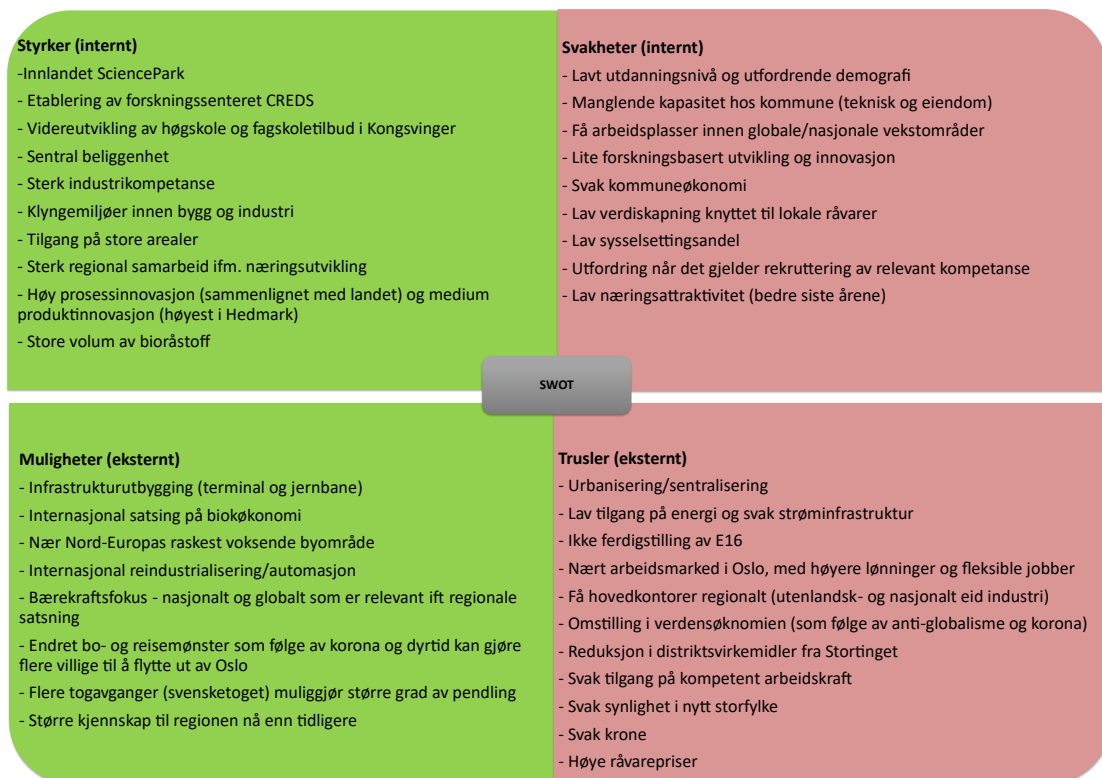 Styrker (internt)
-Innlandet SciencePark
- Etablering av forskningssenteret CREDS
- Videreutvikling av høgskole og fagskoletilbud i Kongsvinger
- Sentral beliggenhet
- Sterk industrikompetanse
- Klyngemiljøer innen bygg og industri
- Tilgang på store arealer
- Sterk regional samarbeid ifm. næringsutvikling
- Høy prosessinnovasjon (sammenlignet med landet) og medium
produktinnovasjon (høyest i Hedmark)
- Store volum av bioråstoff
Svakheter (internt)
- Lavt utdanningsnivå og utfordrende demografi
- Manglende kapasitet hos kommune (teknisk og eiendom)
- Få arbeidsplasser innen globale/nasjonale vekstområder
- Lite forskningsbasert utvikling og innovasjon
- Svak kommuneøkonomi
- Lav verdiskapning knyttet til lokale råvarer
- Lav sysselsettingsandel
- Utfordring når det gjelder rekruttering av relevant kompetanse
- Lav næringsattraktivitet (bedre siste årene)
SWOT
Muligheter (eksternt)
- Infrastrukturutbygging (terminal og jernbane)
- Internasjonal satsing på biokøkonomi
- Nær Nord-Europas raskest voksende byområde
- Internasjonal reindustrialisering/automasjon
- Bærekraftsfokus - nasjonalt og globalt som er relevant ift regionale
satsning
- Endret bo- og reisemønster som følge av korona og dyrtid kan gjøre
flere villige til å flytte ut av Oslo
- Flere togavganger (svensketoget) muliggjør større grad av pendling
- Større kjennskap til regionen nå enn tidligere
Trusler (eksternt)
- Urbanisering/sentralisering
- Lav tilgang på energi og svak strøminfrastruktur
- Ikke ferdigstilling av E16
- Nært arbeidsmarked i Oslo, med høyere lønninger og fleksible jobber
- Få hovedkontorer regionalt (utenlandsk- og nasjonalt eid industri)
- Omstilling i verdensøknomien (som følge av anti-globalisme og korona)
- Reduksjon i distriktsvirkemidler fra Stortinget
- Svak tilgang på kompetent arbeidskraft
- Svak synlighet i nytt storfylke
- Svak krone
- Høye råvarepriser